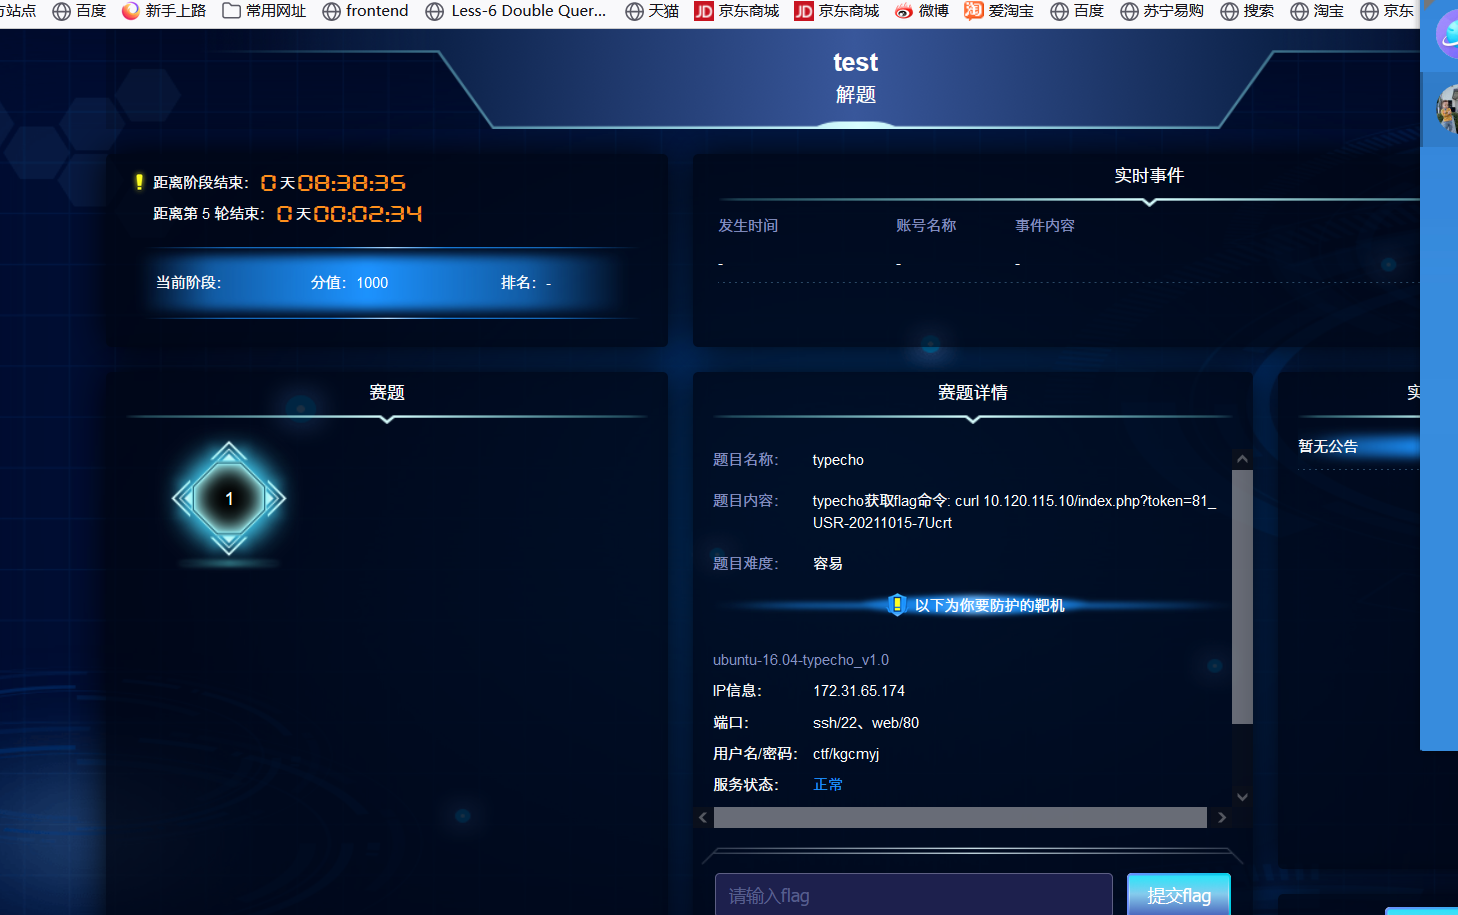 方站点 百度 新手上路 常用网址 frontend Less-6 Double Quer... 天猫 JD 京东商城 JD 京东商城 微博 淘 爱淘宝 百度 苏宁易购 搜索 淘宝 京东
test
解题
距离阶段结束： 0 天 08:38:35
距离第 5 轮结束： 0 天 00:02:34
当前阶段： 分值：1000 排名：-
实时事件
发生时间 账号名称 事件内容
- - -
赛题
1
赛题详情
题目名称： typecho
题目内容： typecho获取flag命令: curl 10.120.115.10/index.php?token=81_
USR-20211015-7Ucrt
题目难度： 容易
以下为你要防护的靶机
ubuntu-16.04-typecho_v1.0
IP信息： 172.31.65.174
端口： ssh/22、web/80
用户名/密码： ctf/kgcmyj
服务状态： 正常
请输入flag 提交flag
实
暂无公告